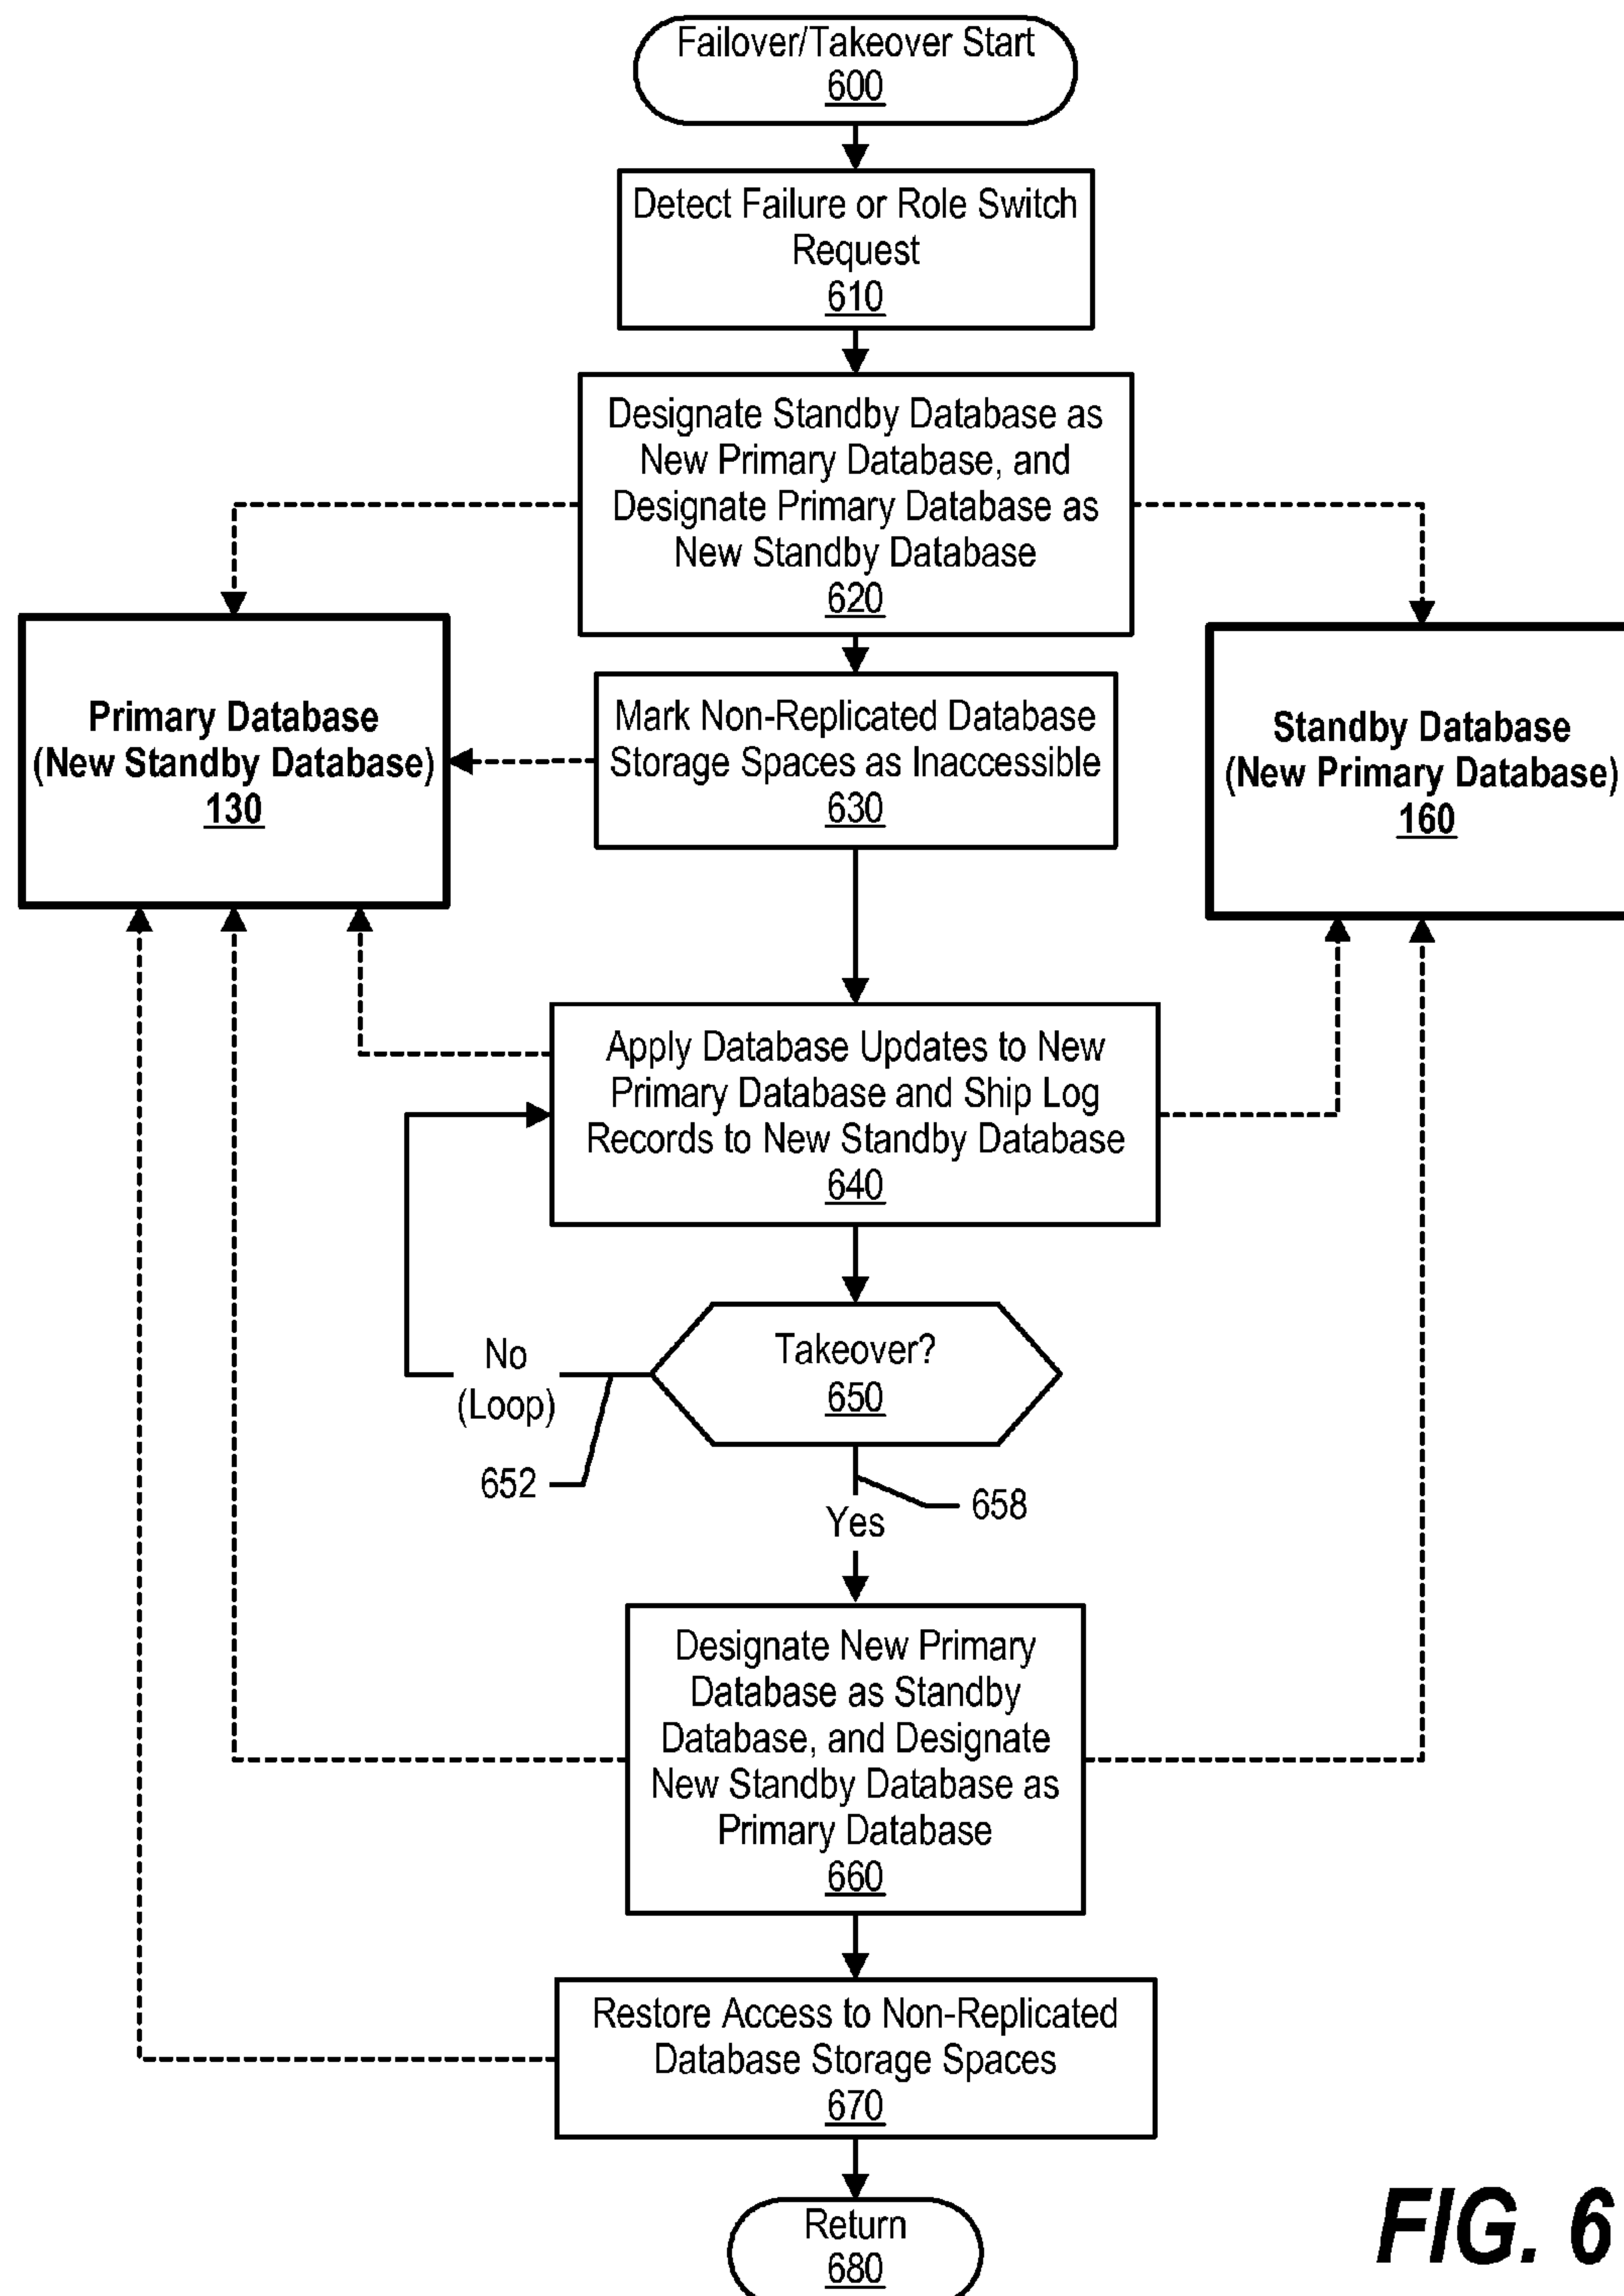 Failover/Takeover Start
600
Detect Failure or Role Switch
Request
610
Designate Standby Database as
New Primary Database, and
Designate Primary Database as
New Standby Database
620
Primary Database
(New Standby Database)
130
Mark Non-Replicated Database
Storage Spaces as Inaccessible
630
Standby Database
(New Primary Database)
160
Apply Database Updates to New
Primary Database and Ship Log
Records to New Standby Database
640
Takeover?
650
No
(Loop)
652
658
Yes
Designate New Primary
Database as Standby
Database, and Designate
New Standby Database as
Primary Database
660
Restore Access to Non-Replicated
Database Storage Spaces
670
Return
680
FIG. 6